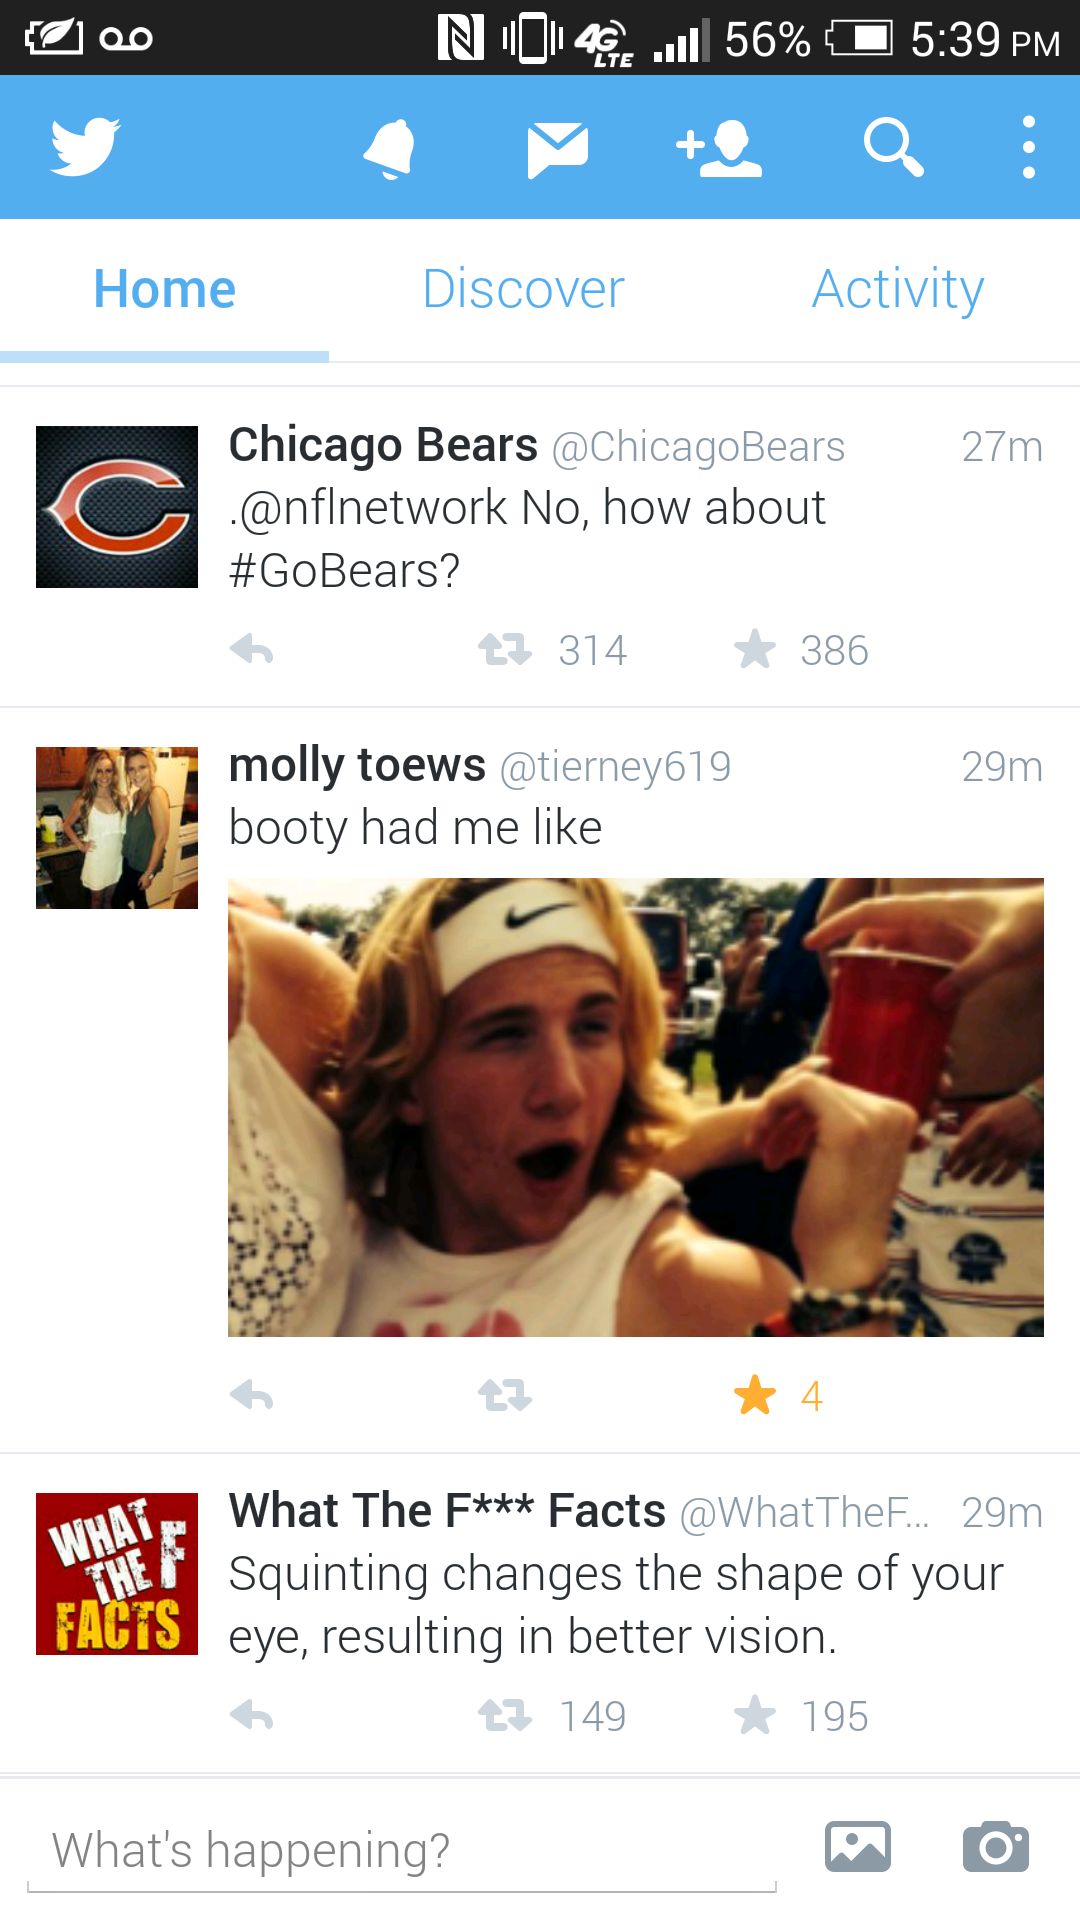 4G LTE 56% 5:39 PM
Home Discover Activity
Chicago Bears @ChicagoBears 27m
.@nflnetwork No, how about
#GoBears?
314 386
molly toews @tierney619 29m
booty had me like
4
WHAT
THE F
FACTS
What The F*** Facts @WhatTheF... 29m
Squinting changes the shape of your
eye, resulting in better vision.
149 195
What's happening?